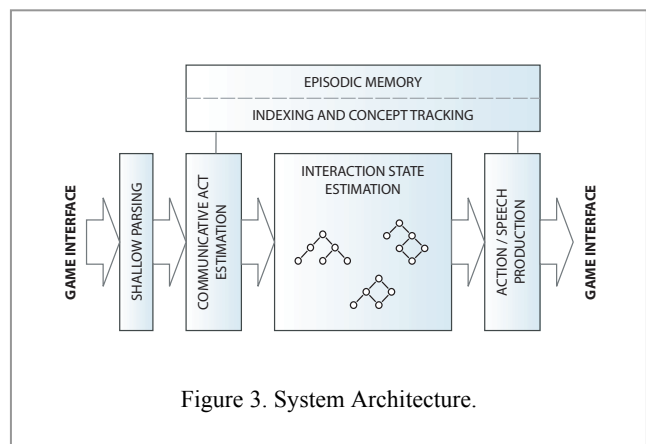 EPISODIC MEMORY
INDEXING AND CONCEPT TRACKING
GAME INTERFACE
SHALLOW PARSING
COMMUNICATIVE ACT
ESTIMATION
INTERACTION STATE
ESTIMATION
ACTION / SPEECH
PRODUCTION
GAME INTERFACE
Figure 3. System Architecture.